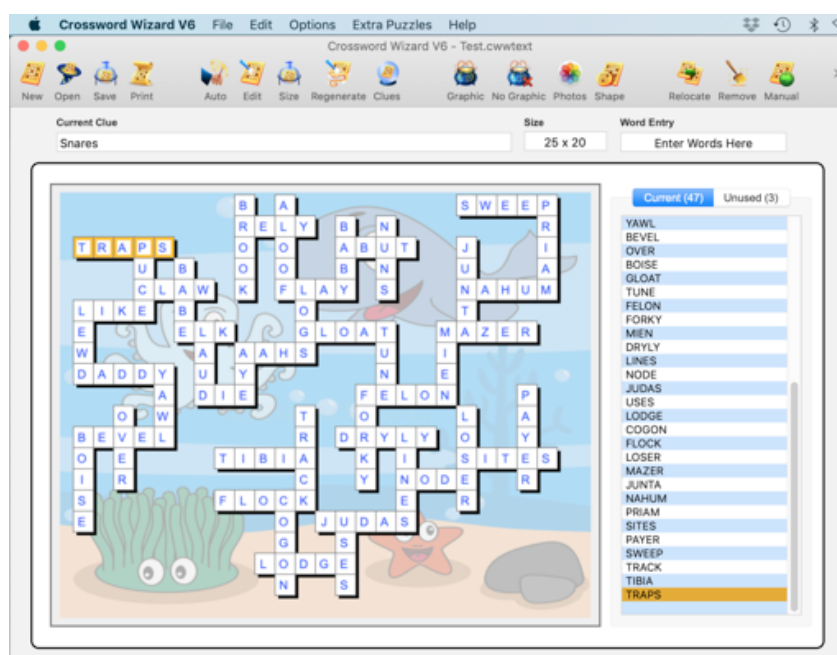 Crossword Wizard V6 File Edit Options Extra Puzzles Help
Crossword Wizard V6 - Test.cwwtext
New Open Save Print Auto Edit Size Regenerate Clues Graphic No Graphic Photos Shape Relocate Remove Manual
Current Clue Size Word Entry
Snares 25 x 20 Enter Words Here
B A S W E E P
R E L Y B N R
T R A P S O O A B U T J I
U B O O B N U A
C L A W K F L A Y S N A H U M
L I K E B O T
E E L K G L O A T M A Z E R
W A A A H S U I
D A D D Y U Y N E
A D I E F E L O N P
O W T O L A
B E V E L R D R Y L Y O Y
O E T I B I A K I S I T E S
I R C Y N O D E R
S F L O C K E R
E O J U D A S
G S
L O D G E
N S
Current (47) Unused (3)
YAWL
BEVEL
OVER
BOISE
GLOAT
TUNE
FELON
FORKY
MIEN
DRYLY
LINES
NODE
JUDAS
USES
LODGE
COGON
FLOCK
LOSER
MAZER
JUNTA
NAHUM
PRIAM
SITES
PAYER
SWEEP
TRACK
TIBIA
TRAPS